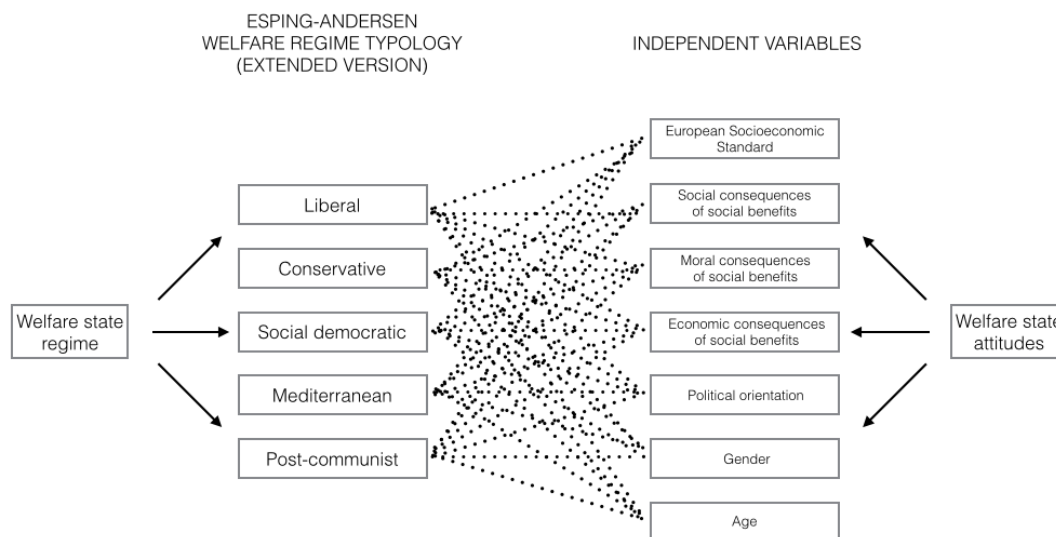 ESPING-ANDERSEN
WELFARE REGIME TYPOLOGY
(EXTENDED VERSION)
INDEPENDENT VARIABLES
European Socioeconomic
Standard
Liberal
Social consequences
of social benefits
Conservative
Moral consequences
of social benefits
Welfare state
regime
Social democratic
Economic consequences
of social benefits
Welfare state
attitudes
Mediterranean
Political orientation
Post-communist
Gender
Age